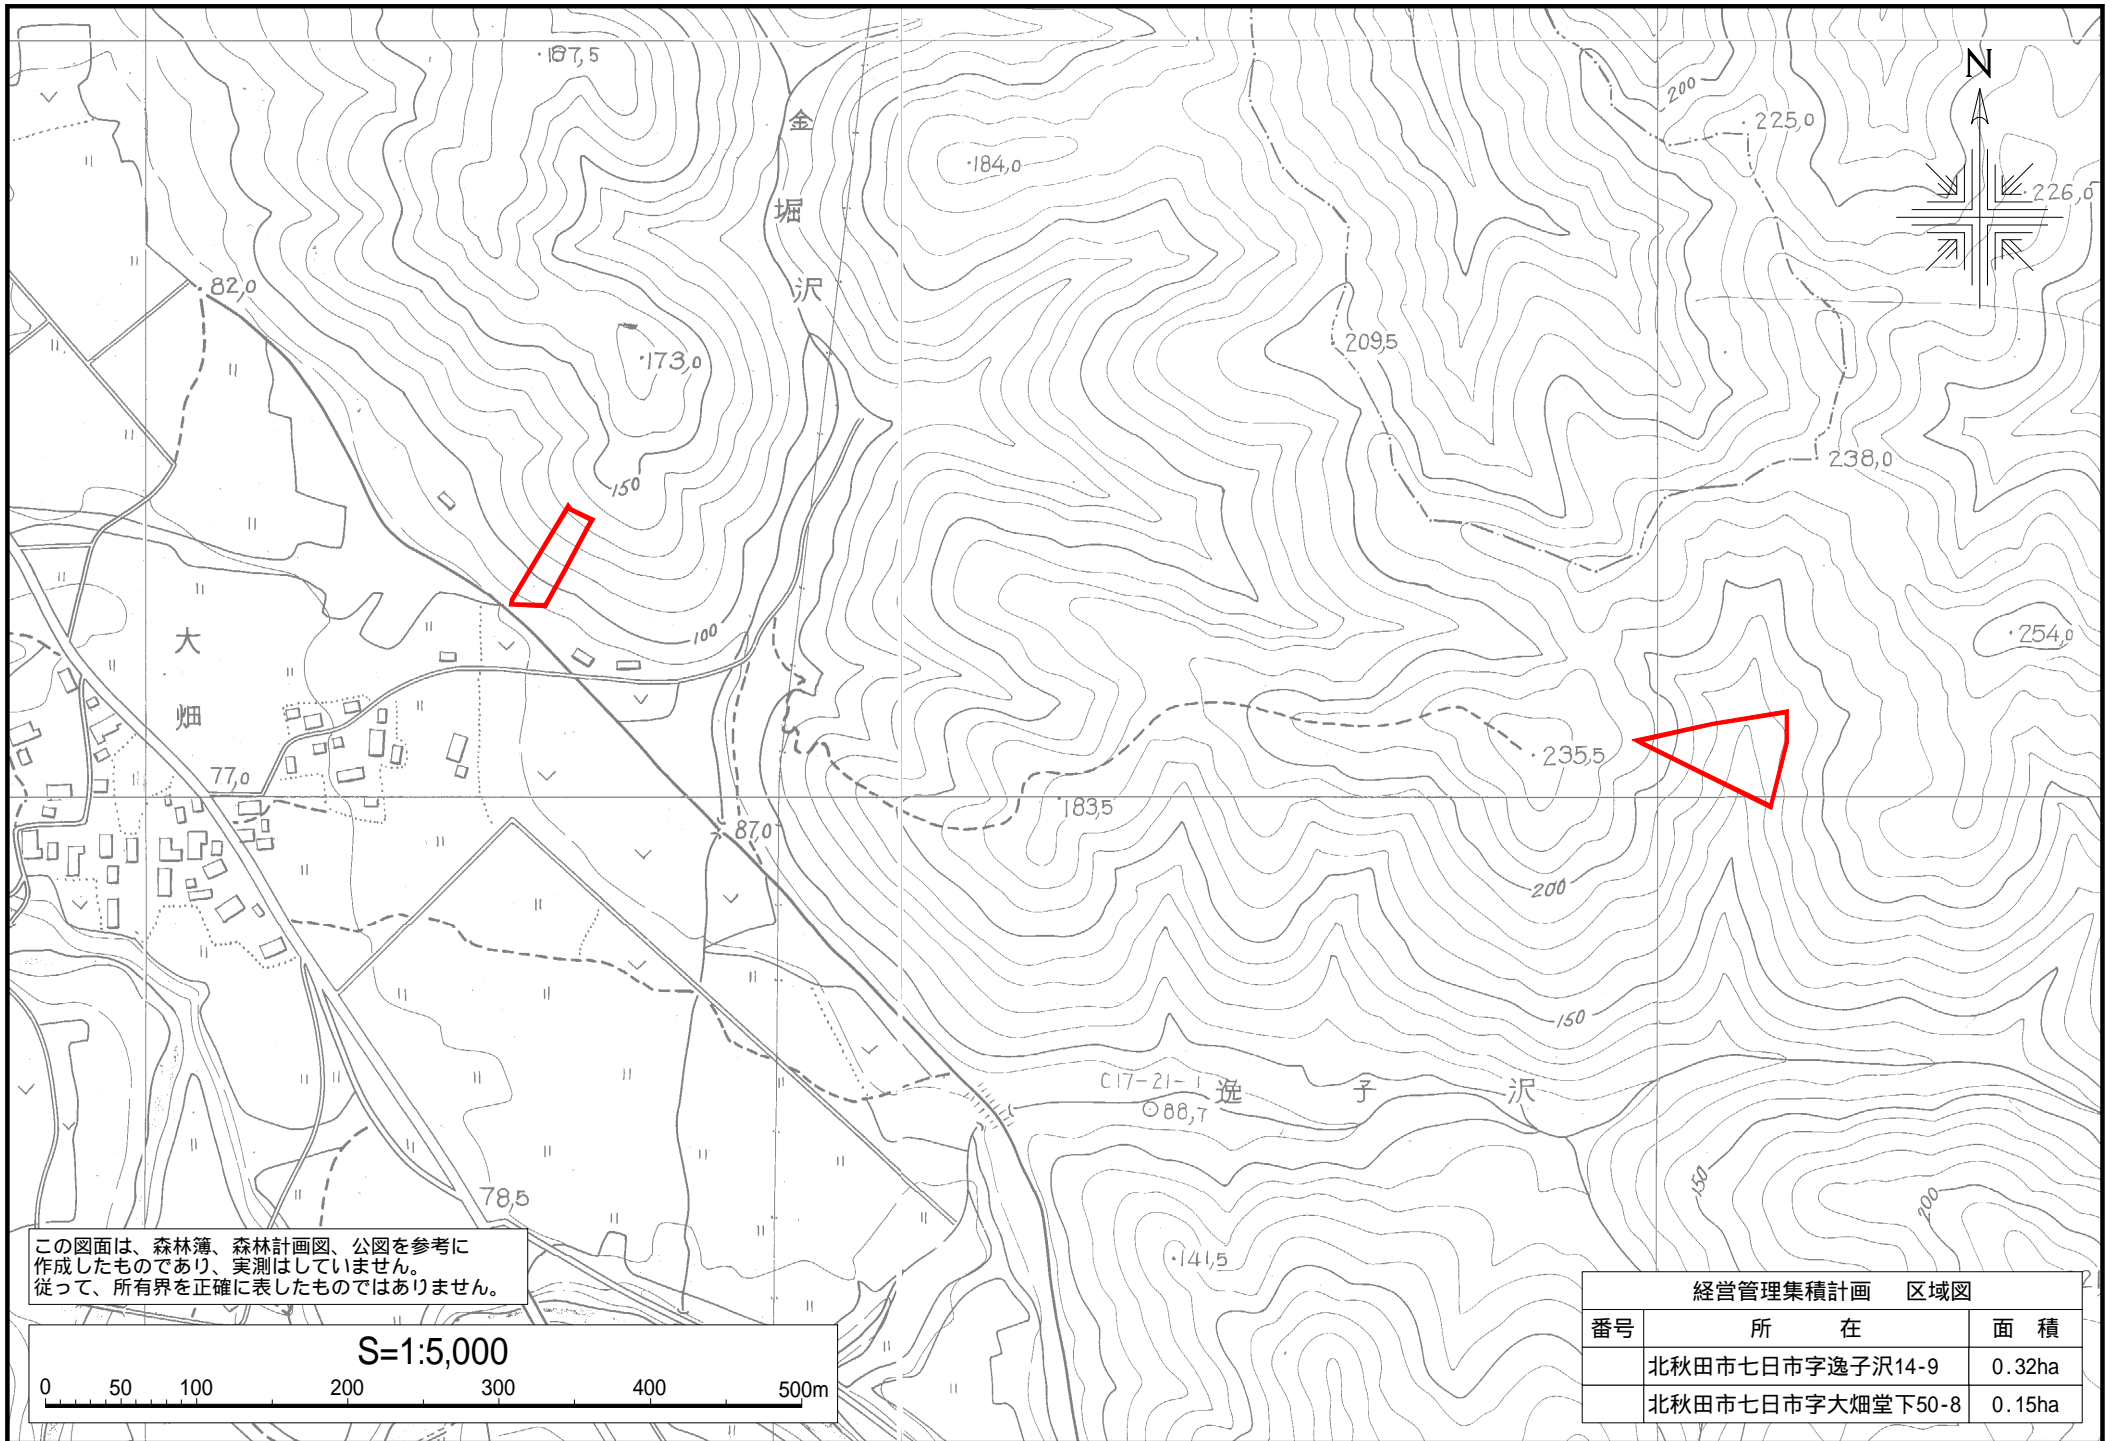 187,5
金
堀
沢
184,0
200
225,0
N
226,0
82,0
173,0
209,5
150
238,0
100
大
畑
254,0
235,5
77,0
183,5
87,0
200
150
C17-21-1
逸 子 沢
88,7
78,5
150
200
141,5
この図面は、森林簿、森林計画図、公図を参考に
作成したものであり、実測はしていません。
従って、所有界を正確に表したものではありません。
S=1:5,000
0 50 100 200 300 400 500m
経営管理集積計画 区域図
番号 所 在 面 積
北秋田市七日市字逸子沢14-9 0.32ha
北秋田市七日市字大畑堂下50-8 0.15ha